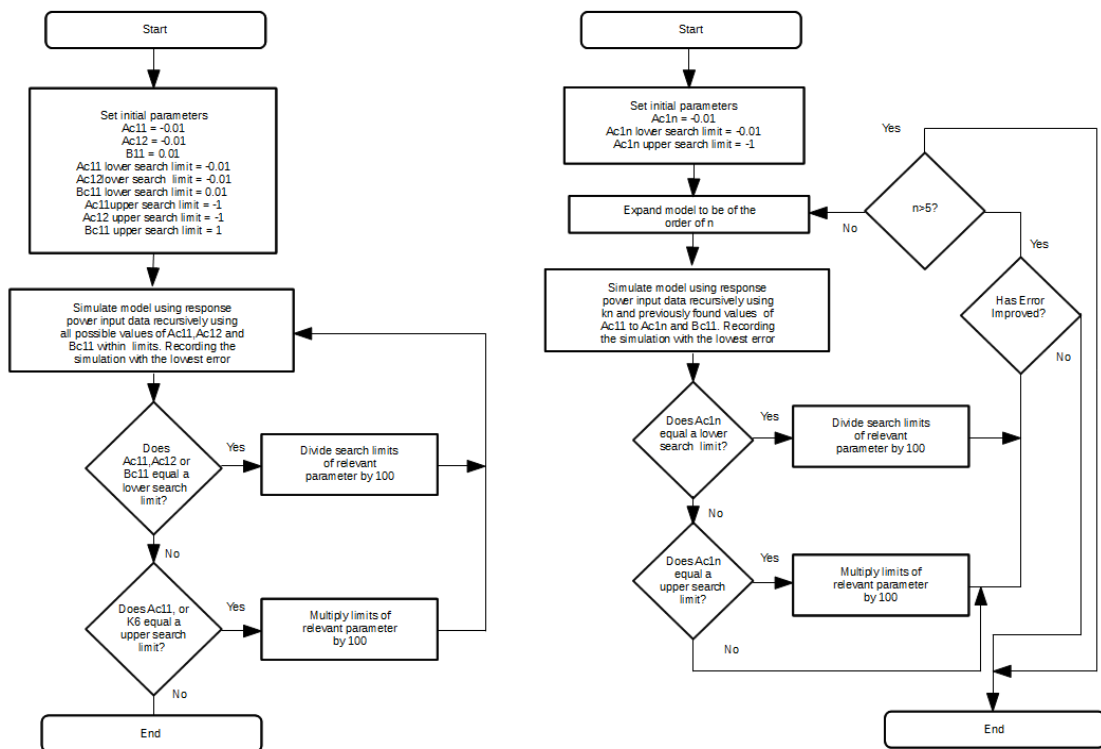 Start
Set initial parameters
Ac11 = -0.01
Ac12 = -0.01
B11 = 0.01
Ac11 lower search limit = -0.01
Ac12lower search limit = -0.01
Bc11 lower search limit = 0.01
Ac11upper search limit = -1
Ac12 upper search limit = -1
Bc11 upper search limit = 1
Simulate model using response
power input data recursively using
all possible values of Ac11,Ac12 and
Bc11 within limits. Recording the
simulation with the lowest error
Does
Ac11,Ac12 or
Bc11 equal a
lower search
limit?
Yes
Divide search limits
of relevant
parameter by 100
No
Does Ac11, or
K6 equal a
upper search
limit?
Yes
Multiply limits of
relevant parameter
by 100
No
End
Start
Set initial parameters
Ac1n = -0.01
Ac1n lower search limit = -0.01
Ac1n upper search limit = -1
Expand model to be of the
order of n
Simulate model using response
power input data recursively using
kn and previously found values of
Ac11 to Ac1n and Bc11. Recording
the simulation with the lowest error
Does Ac1n
equal a lower
search limit?
Yes
Divide search limits
of relevant
parameter by 100
No
Does Ac1n
equal a
upper search
limit?
Yes
Multiply limits of
relevant parameter
by 100
No
Yes
n>5?
No
Yes
Has Error
Improved?
No
End